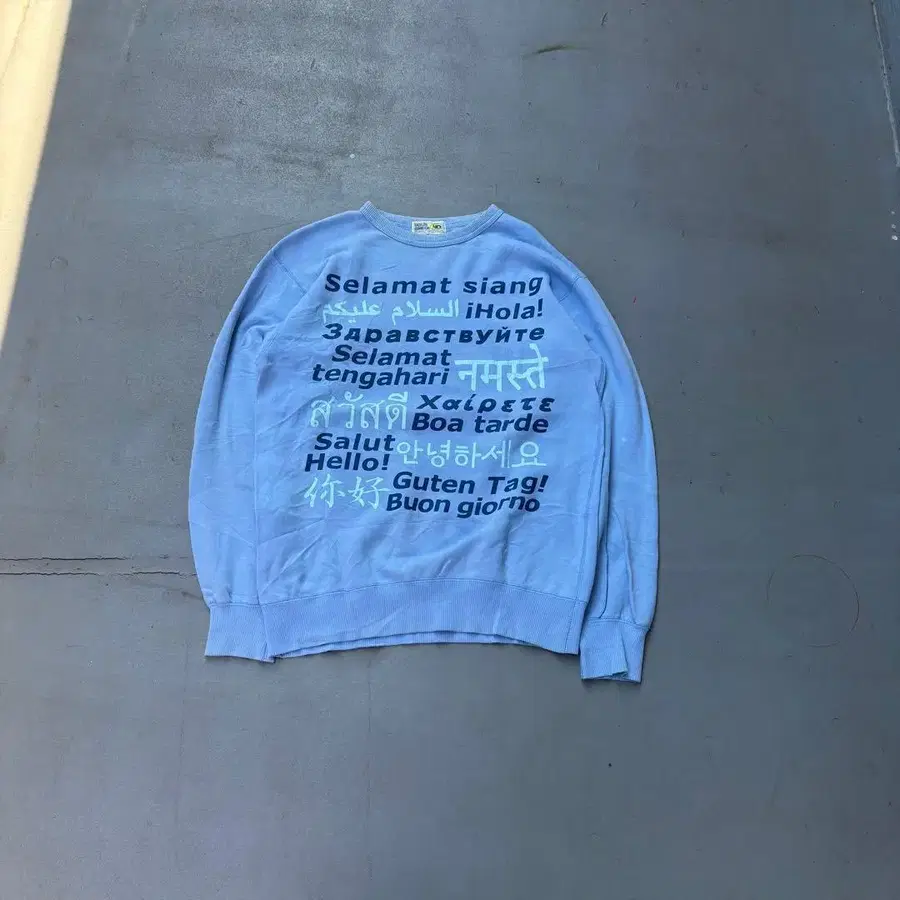 Selamat siang
السلام عليكم ¡Hola!
Здравствуйте
Selamat
tengahari नमस्ते
สวัสดี Χαίρετε
Boa tarde
Salut
Hello! 안녕하세요
你好 Guten Tag!
Buon giorno